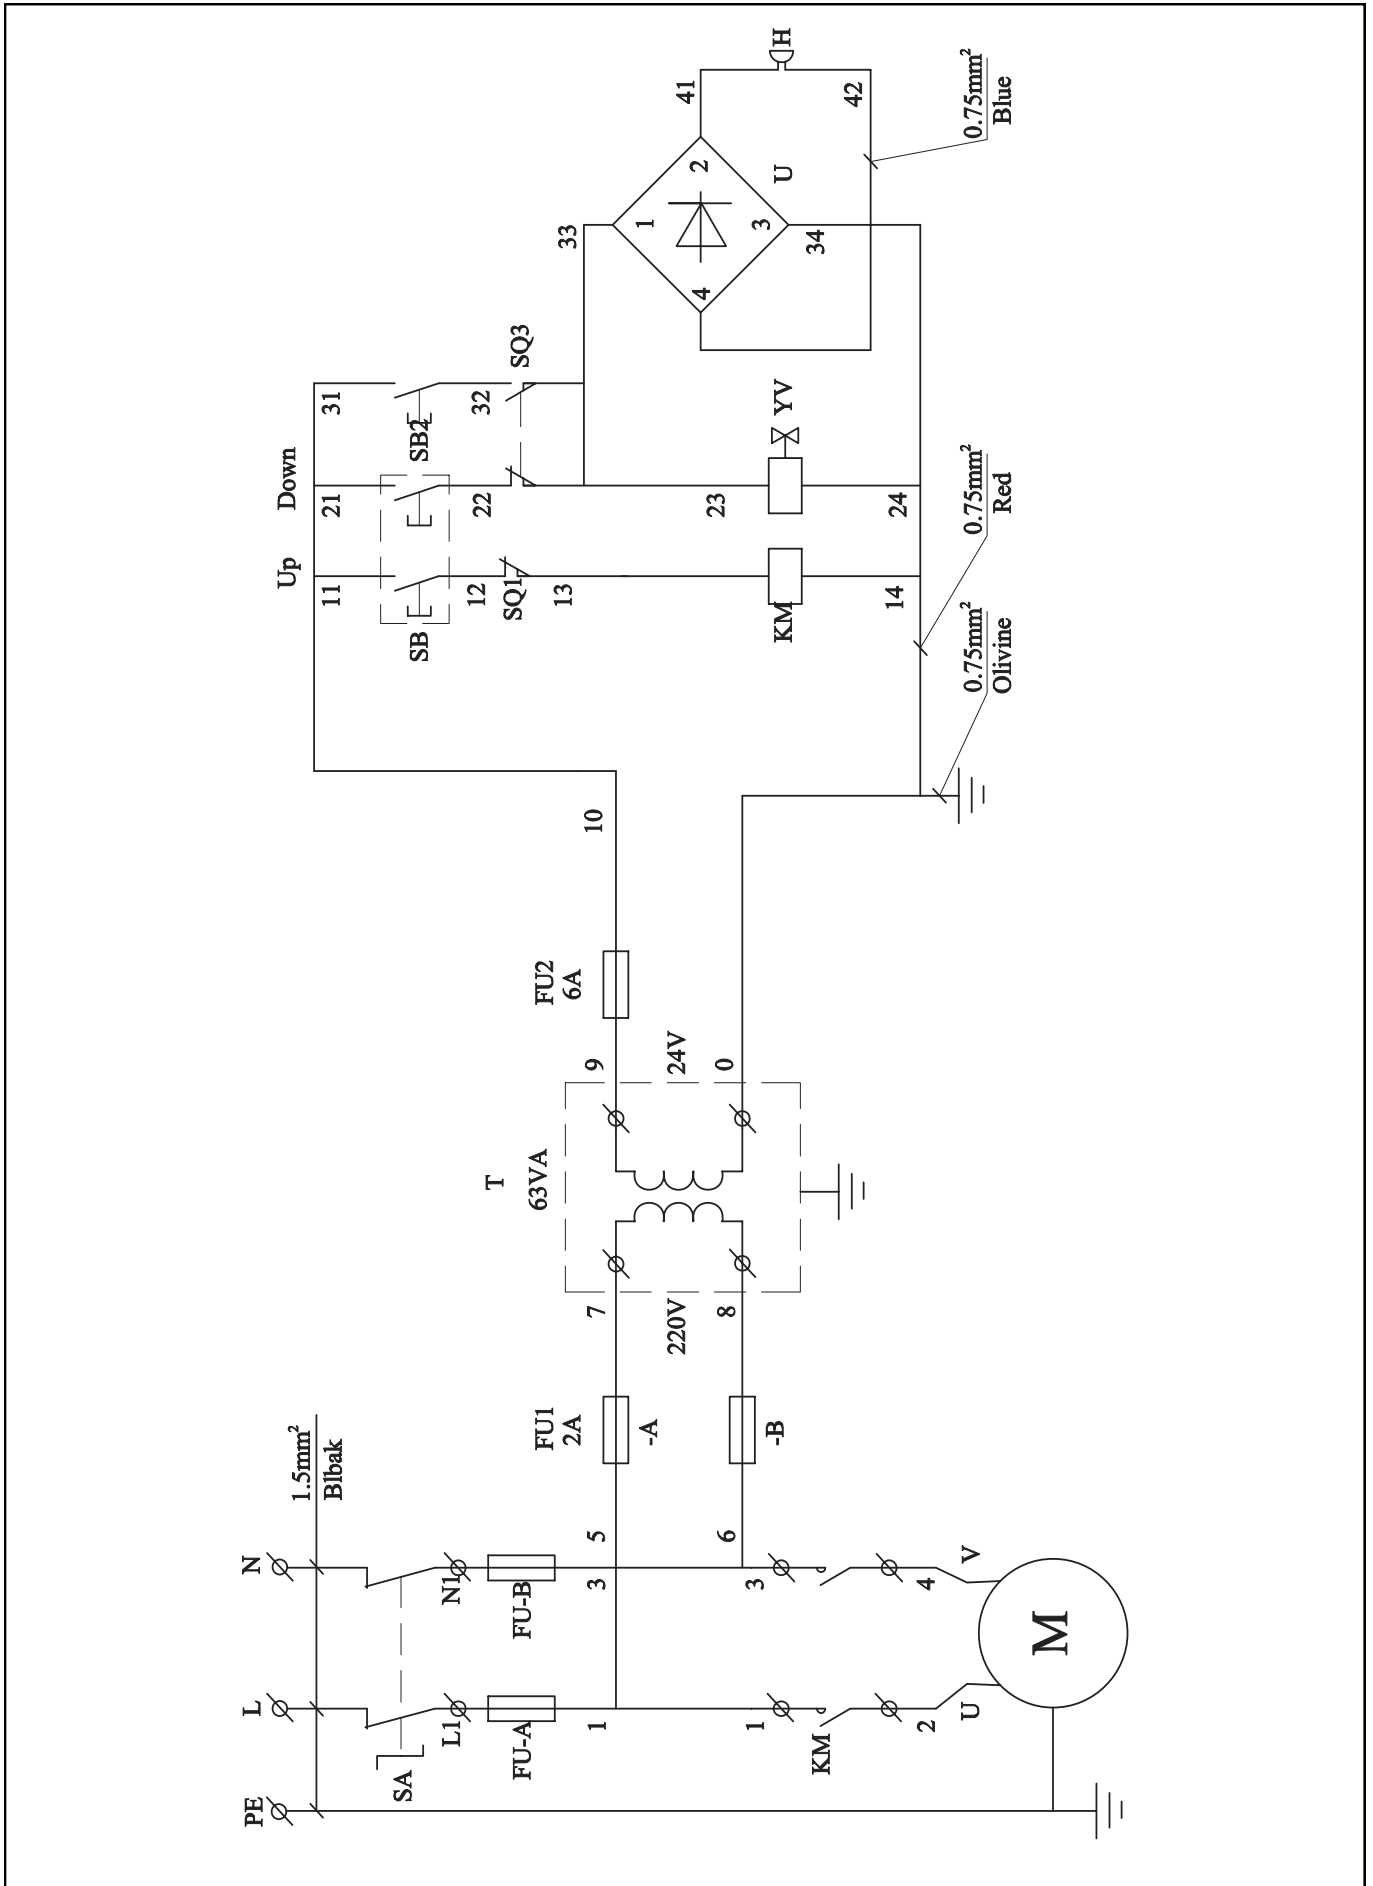 PE
L
N
1.5mm²
Blbak
SA
L1
N1
FU-A
FU-B
1
3
5
6
1
3
KM
2
4
U
V
M
FU1
2A
-A
-B
7
220V
8
T
63VA
9
24V
0
FU2
6A
10
Up
Down
11
21
31
SB
SB2
12
22
32
SQ1
SQ3
13
33
23
KM
YV
14
24
34
1
2
3
4
U
41
42
H
0.75mm²
Olivine
0.75mm²
Red
0.75mm²
Blue